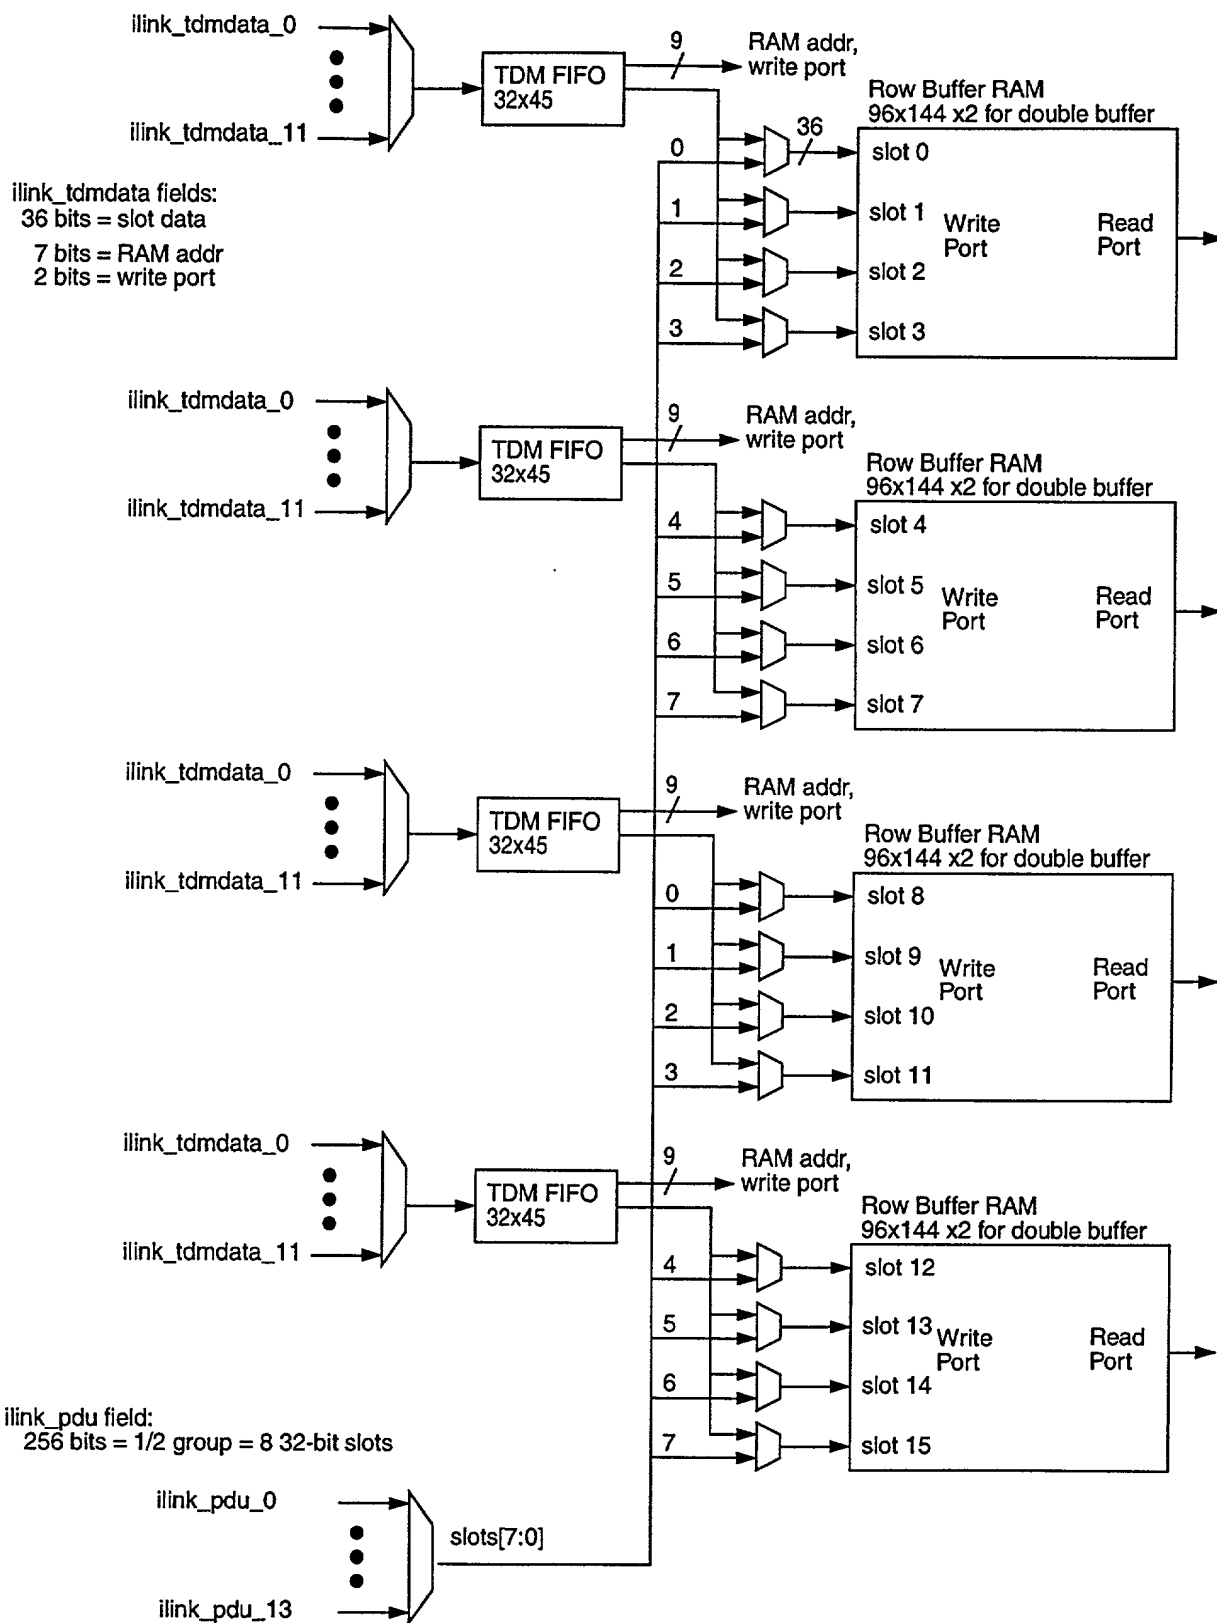 ilink_tdmdata_0
ilink_tdmdata_11
TDM FIFO
32x45
9
RAM addr,
write port
Row Buffer RAM
96x144 x2 for double buffer
ilink_tdmdata fields:
36 bits = slot data
7 bits = RAM addr
2 bits = write port
0
36
slot 0
1
slot 1
2
slot 2
3
slot 3
Write
Port
Read
Port
ilink_tdmdata_0
ilink_tdmdata_11
TDM FIFO
32x45
9
RAM addr,
write port
Row Buffer RAM
96x144 x2 for double buffer
4
slot 4
5
slot 5
6
slot 6
7
slot 7
Write
Port
Read
Port
ilink_tdmdata_0
ilink_tdmdata_11
TDM FIFO
32x45
9
RAM addr,
write port
Row Buffer RAM
96x144 x2 for double buffer
0
slot 8
1
slot 9
2
slot 10
3
slot 11
Write
Port
Read
Port
ilink_tdmdata_0
ilink_tdmdata_11
TDM FIFO
32x45
9
RAM addr,
write port
Row Buffer RAM
96x144 x2 for double buffer
4
slot 12
5
slot 13
6
slot 14
7
slot 15
Write
Port
Read
Port
ilink_pdu field:
256 bits = 1/2 group = 8 32-bit slots
ilink_pdu_0
slots[7:0]
ilink_pdu_13